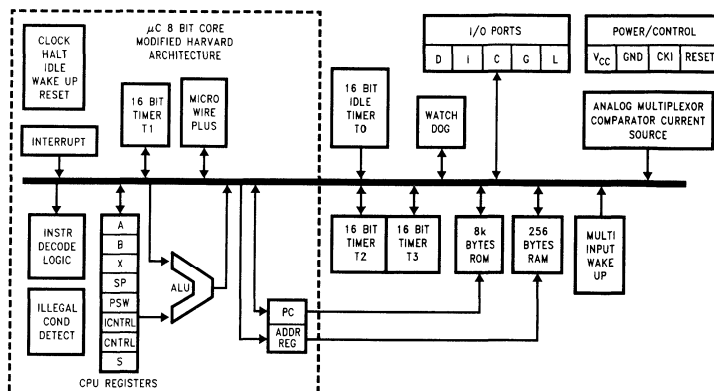 CLOCK
HALT
IDLE
WAKE UP
RESET
µC 8 BIT CORE
MODIFIED HARVARD
ARCHITECTURE
I/O PORTS
D I C G L
POWER/CONTROL
VCC GND CKI RESET
16 BIT
TIMER
T1
MICRO
WIRE
PLUS
16 BIT
IDLE
TIMER
T0
WATCH
DOG
ANALOG MULTIPLEXOR
COMPARATOR CURRENT
SOURCE
INTERRUPT
INSTR
DECODE
LOGIC
ILLEGAL
COND
DETECT
A
B
X
SP
PSW
ICNTRL
CNTRL
S
CPU REGISTERS
ALU
PC
ADDR
REG
16 BIT
TIMER
T2
16 BIT
TIMER
T3
8k
BYTES
ROM
256
BYTES
RAM
MULTI
INPUT
WAKE
UP